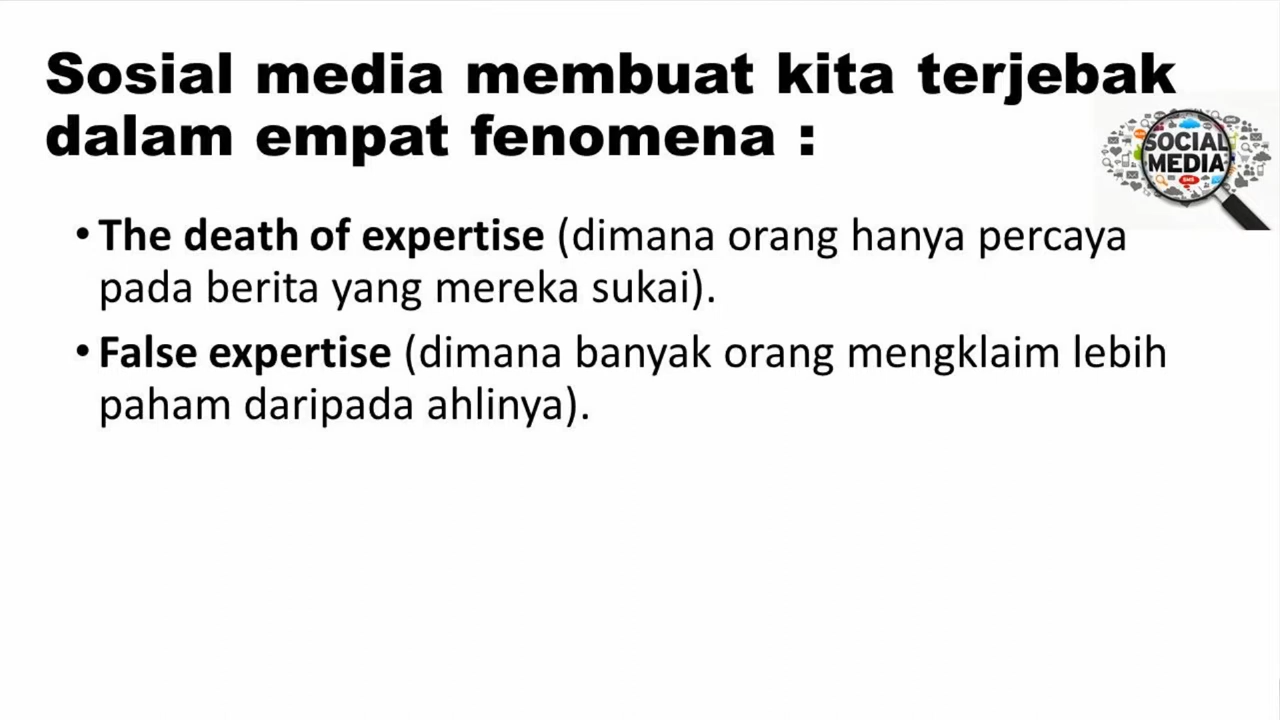 Sosial media membuat kita terjebak
dalam empat fenomena :
SOCIAL
MEDIA
• The death of expertise (dimana orang hanya percaya
pada berita yang mereka sukai).
• False expertise (dimana banyak orang mengklaim lebih
paham daripada ahlinya).